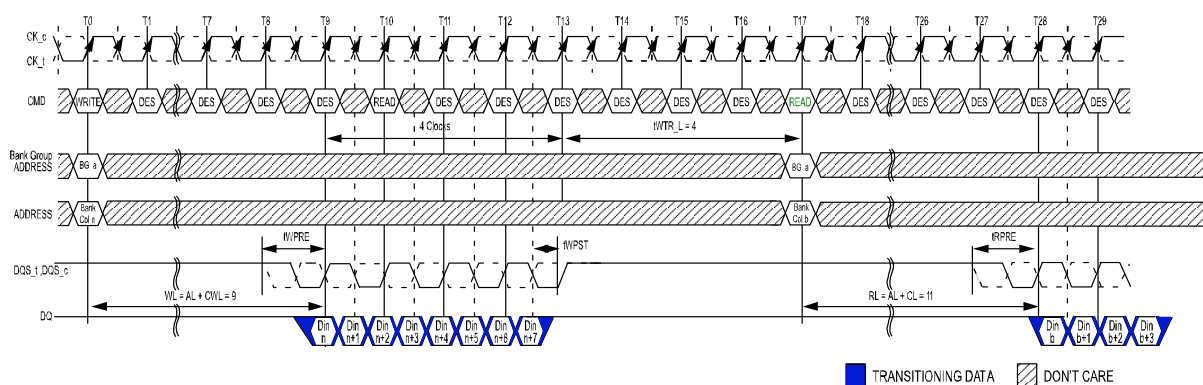 T0 T1 T7 T8 T9 T10 T11 T12 T13 T14 T15 T16 T17 T18 T26 T27 T28 T29
CK_c
CK_t
CMD WRITE DES DES DES DES READ DES DES DES DES DES DES READ DES DES DES DES DES
4 Clocks tWTR_L = 4
Bank Group
ADDRESS
BG a BG a
ADDRESS
Bank
Col n
Bank
Col b
tWPRE tWPST tRPRE
DQS_t ,DQS_c
WL = AL + CWL = 9 RL = AL + CL = 11
DQ
Din Din Din Din Din Din Din Din Din Din Din Din
n n+1 n+2 n+3 n+4 n+5 n+6 n+7 b b+1 b+2 b+3
TRANSITIONING DATA DON'T CARE